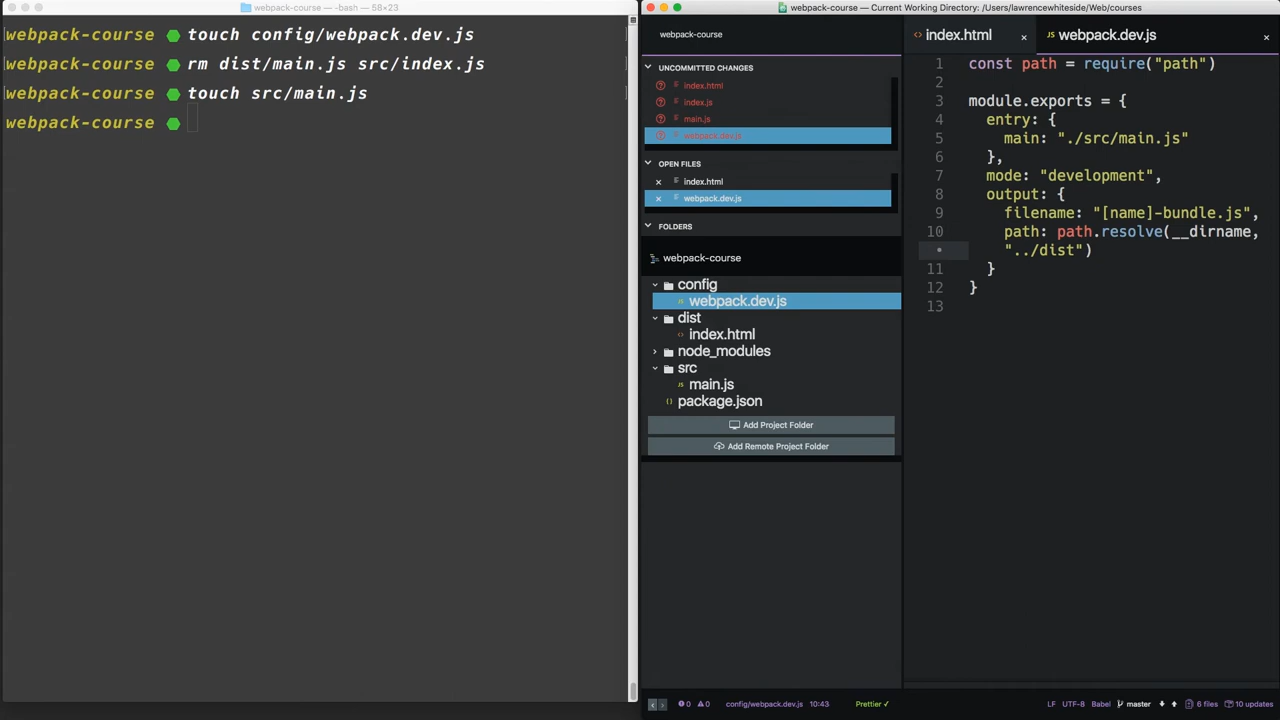 webpack-course — -bash — 58×23
webpack-course touch config/webpack.dev.js
webpack-course rm dist/main.js src/index.js
webpack-course touch src/main.js
webpack-course
webpack-course — Current Working Directory: /Users/lawrencewhiteside/Web/courses
webpack-course
UNCOMMITTED CHANGES
index.html
index.js
main.js
webpack.dev.js
OPEN FILES
× index.html
× webpack.dev.js
FOLDERS
webpack-course
config
JS webpack.dev.js
dist
<> index.html
node_modules
src
JS main.js
{} package.json
Add Project Folder
Add Remote Project Folder
<> index.html ×
JS webpack.dev.js ×
1 const path = require("path")
2
3 module.exports = {
4 entry: {
5 main: "./src/main.js"
6 },
7 mode: "development",
8 output: {
9 filename: "[name]-bundle.js",
10 path: path.resolve(__dirname,
• "../dist")
11 }
12 }
13
0 0 config/webpack.dev.js 10:43 Prettier ✓ LF UTF-8 Babel master 6 files 10 updates